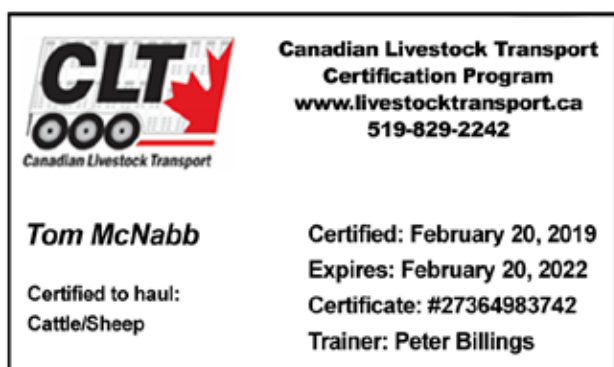 CLT
Canadian Livestock Transport
Canadian Livestock Transport
Certification Program
www.livestocktransport.ca
519-829-2242
Tom McNabb
Certified to haul:
Cattle/Sheep
Certified: February 20, 2019
Expires: February 20, 2022
Certificate: #27364983742
Trainer: Peter Billings